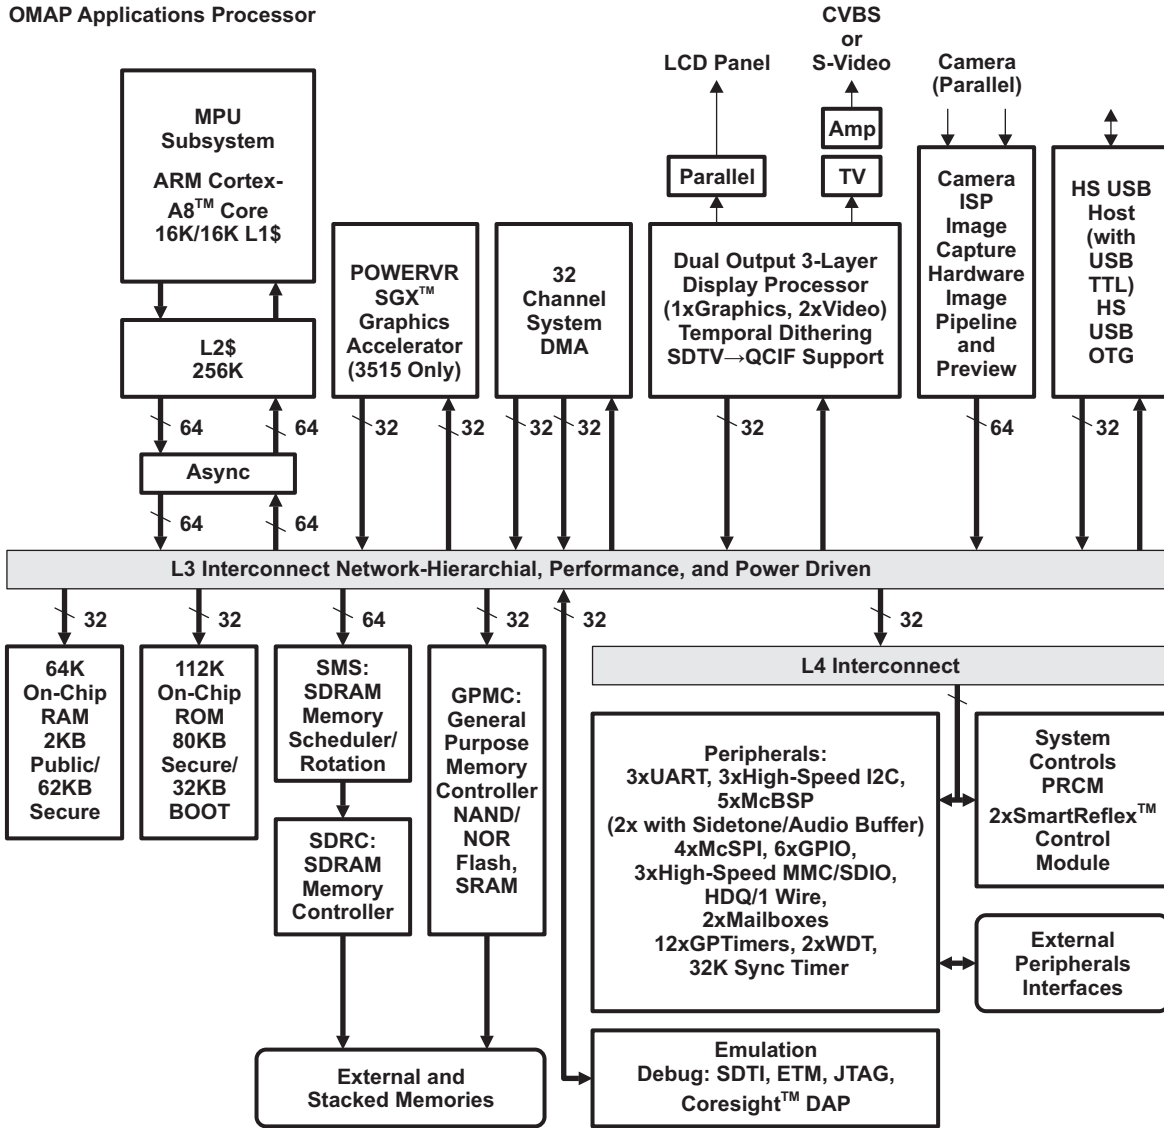 OMAP Applications Processor
CVBS
or
S-Video
LCD Panel
Camera
(Parallel)
Amp
Parallel
TV
MPU
Subsystem
ARM Cortex-
A8™ Core
16K/16K L1$
L2$
256K
64
64
Async
64
64
POWERVR
SGX™
Graphics
Accelerator
(3515 Only)
32
32
32
Channel
System
DMA
32
32
Dual Output 3-Layer
Display Processor
(1xGraphics, 2xVideo)
Temporal Dithering
SDTV→QCIF Support
32
Camera
ISP
Image
Capture
Hardware
Image
Pipeline
and
Preview
64
HS USB
Host
(with
USB
TTL)
HS
USB
OTG
32
L3 Interconnect Network-Hierarchial, Performance, and Power Driven
32
32
64
32
32
32
64K
On-Chip
RAM
2KB
Public/
62KB
Secure
112K
On-Chip
ROM
80KB
Secure/
32KB
BOOT
SMS:
SDRAM
Memory
Scheduler/
Rotation
SDRC:
SDRAM
Memory
Controller
GPMC:
General
Purpose
Memory
Controller
NAND/
NOR
Flash,
SRAM
External and
Stacked Memories
L4 Interconnect
Peripherals:
3xUART, 3xHigh-Speed I2C,
5xMcBSP
(2x with Sidetone/Audio Buffer)
4xMcSPI, 6xGPIO,
3xHigh-Speed MMC/SDIO,
HDQ/1 Wire,
2xMailboxes
12xGPTimers, 2xWDT,
32K Sync Timer
System
Controls
PRCM
2xSmartReflex™
Control
Module
External
Peripherals
Interfaces
Emulation
Debug: SDTI, ETM, JTAG,
Coresight™ DAP